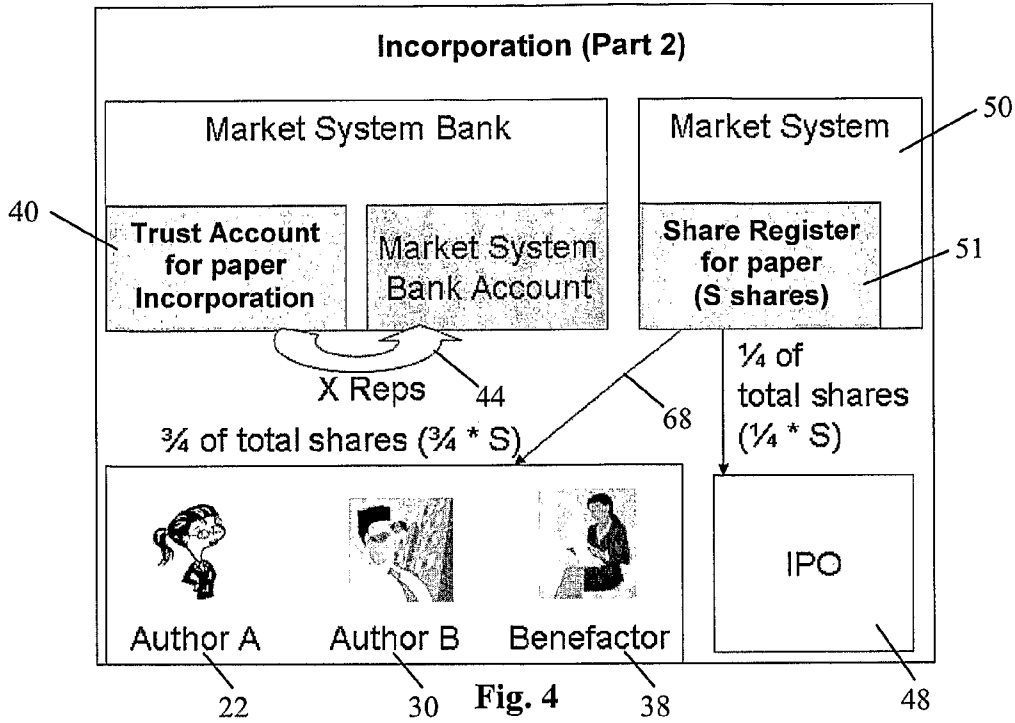 Incorporation (Part 2)
Market System Bank
Market System
50
40
Trust Account
for paper
Incorporation
Market System
Bank Account
Share Register
for paper
(S shares)
51
X Reps
44
68
¼ of
total shares
(¼ * S)
¾ of total shares (¾ * S)
Author A
Author B
Benefactor
IPO
22
30
Fig. 4
38
48